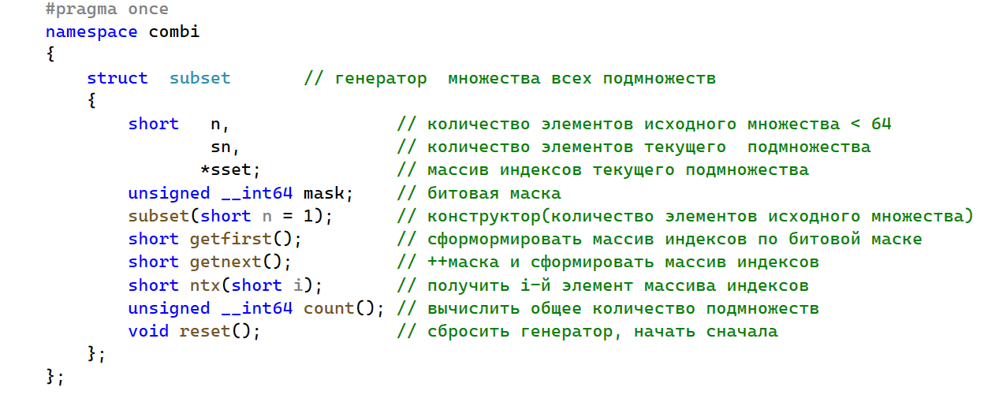 #pragma once
namespace combi
{
struct  subset       // генератор  множества всех подмножеств
{
short   n,                // количество элементов исходного множества < 64
sn,               // количество элементов текущего  подмножества
*sset;             // массив индексов текущего подмножества
unsigned __int64 mask;    // битовая маска
subset(short n = 1);      // конструктор(количество элементов исходного множества)
short getfirst();         // сформормировать массив индексов по битовой маске
short getnext();          // ++маска и сформировать массив индексов
short ntx(short i);       // получить i-й элемент массива индексов
unsigned __int64 count(); // вычислить общее количество подмножеств
void reset();             // сбросить генератор, начать сначала
};
};